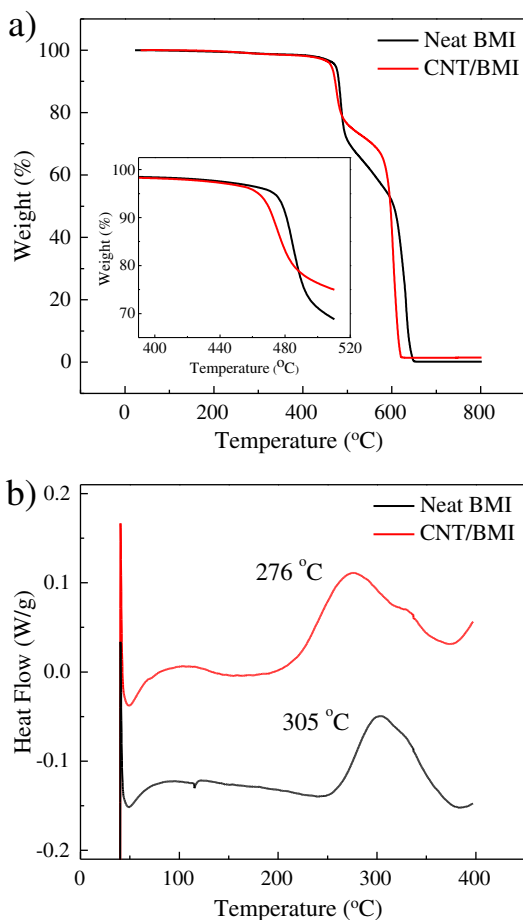 a)
Neat BMI
CNT/BMI
Weight (%)
100
80
60
40
20
0
100
90
80
70
Weight (%)
400
440
480
520
Temperature (°C)
0
200
400
600
800
Temperature (°C)
b)
0.2
Neat BMI
CNT/BMI
276 °C
0.1
Heat Flow (W/g)
0.0
305 °C
-0.1
-0.2
0
100
200
300
400
Temperature (°C)